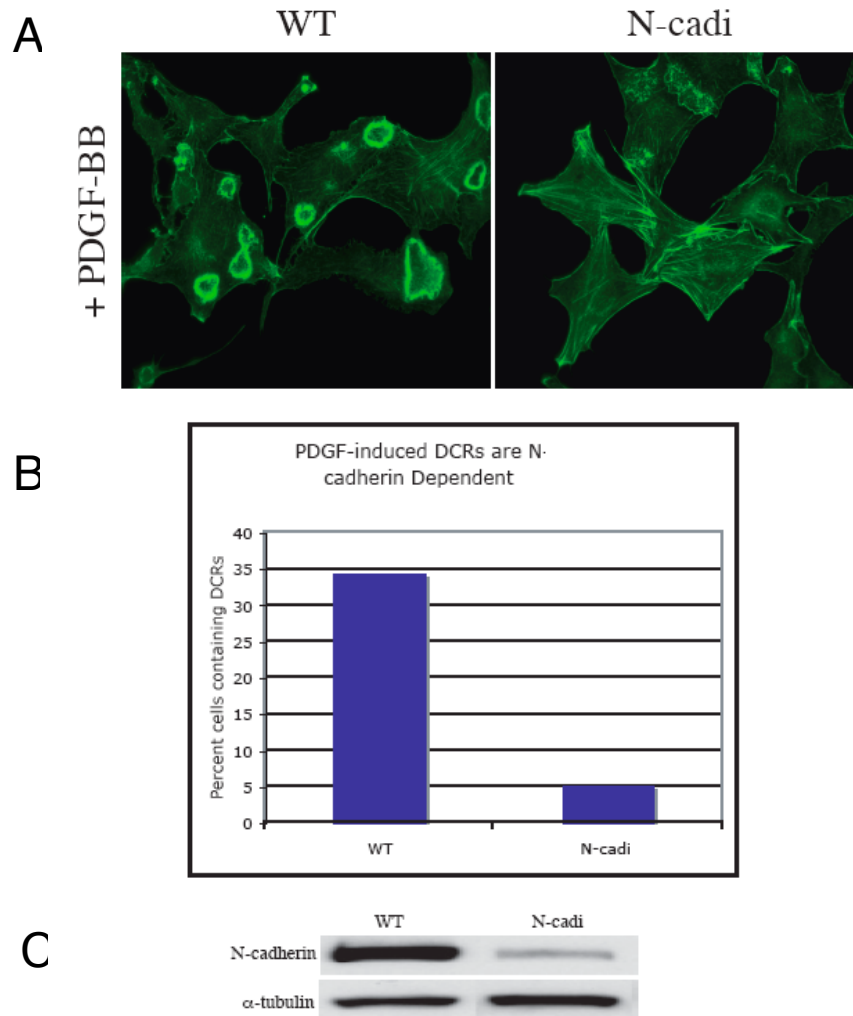 A
WT
N-cadi
+ PDGF-BB
B
PDGF-induced DCRs are N-
cadherin Dependent
Percent cells containing DCRs
40
35
30
25
20
15
10
5
0
WT
N-cadi
C
WT
N-cadi
N-cadherin
α-tubulin